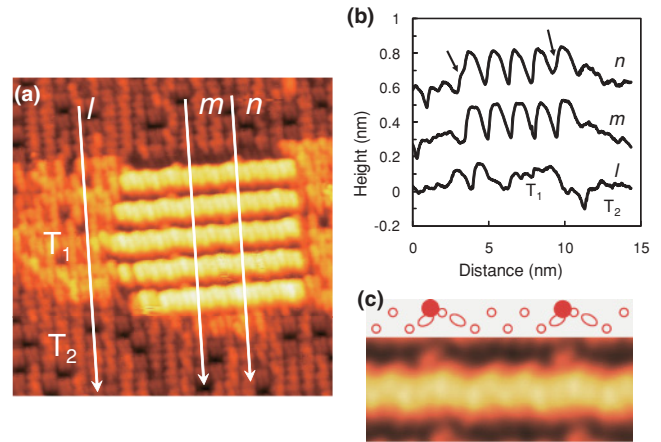 (a)
l
m
n
T1
T2
(b)
1
0.8
0.6
0.4
0.2
0
-0.2
Height (nm)
n
m
l
T1
T2
0
5
10
15
Distance (nm)
(c)